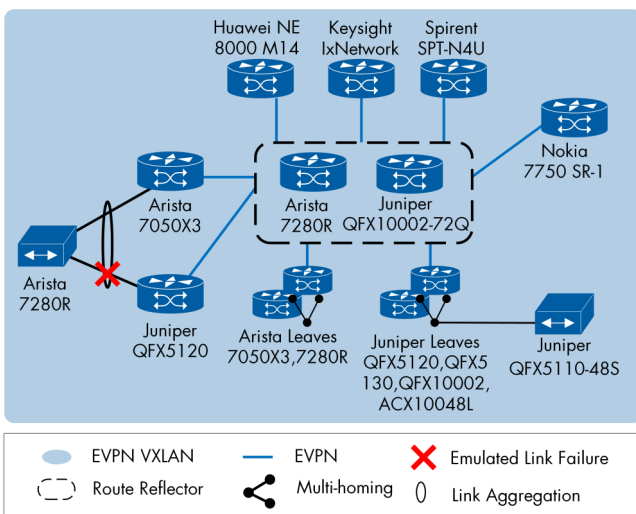 Huawei NE
8000 M14
Keysight
IxNetwork
Spirent
SPT-N4U
Nokia
7750 SR-1
Arista
7050X3
Arista
7280R
Juniper
QFX10002-72Q
Arista
7280R
Juniper
QFX5120
Arista Leaves
7050X3,7280R
Juniper Leaves
QFX5120,QFX5
130,QFX10002,
ACX10048L
Juniper
QFX5110-48S
EVPN VXLAN
EVPN
Emulated Link Failure
Route Reflector
Multi-homing
Link Aggregation